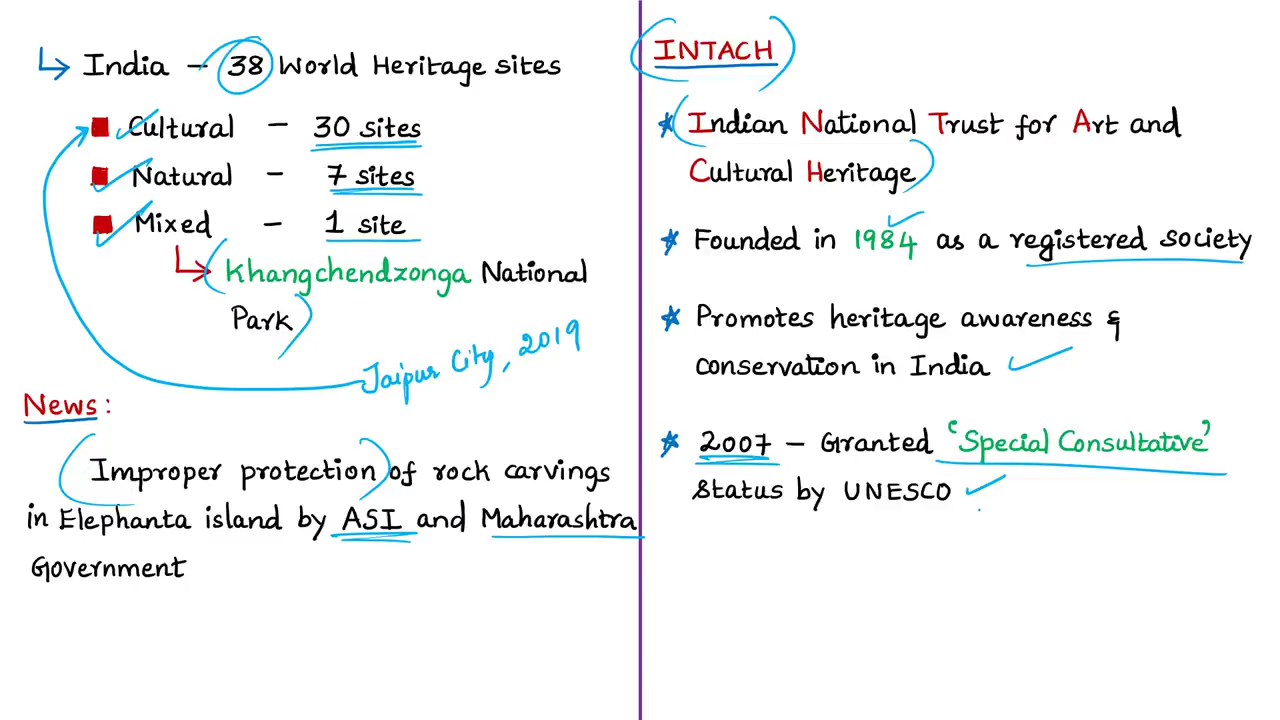 India - 38 World Heritage sites
Cultural - 30 sites
Natural - 7 sites
Mixed - 1 site
Khangchendzonga National
Park
Jaipur City, 2019
News:
Improper protection of rock carvings
in Elephanta island by ASI and Maharashtra
Government
INTACH
* Indian National Trust for Art and
Cultural Heritage
* Founded in 1984 as a registered society
* Promotes heritage awareness &
conservation in India
* 2007 - Granted 'Special Consultative'
Status by UNESCO